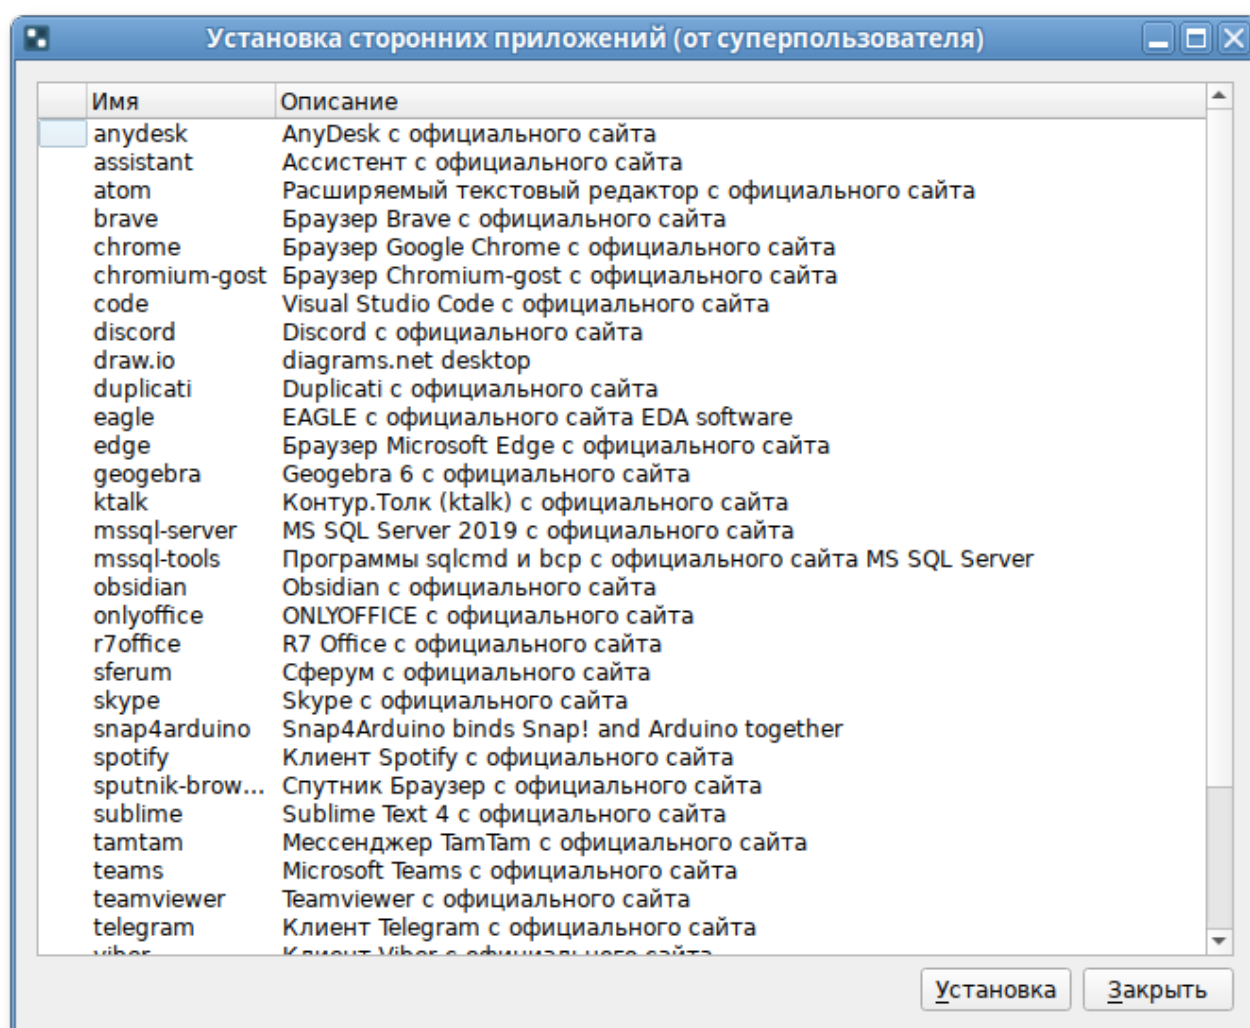 Установка сторонних приложений (от суперпользователя)
Имя Описание
anydesk AnyDesk с официального сайта
assistant Ассистент с официального сайта
atom Расширяемый текстовый редактор с официального сайта
brave Браузер Brave с официального сайта
chrome Браузер Google Chrome с официального сайта
chromium-gost Браузер Chromium-gost с официального сайта
code Visual Studio Code с официального сайта
discord Discord с официального сайта
draw.io diagrams.net desktop
duplicati Duplicati с официального сайта
eagle EAGLE с официального сайта EDA software
edge Браузер Microsoft Edge с официального сайта
geogebra Geogebra 6 с официального сайта
ktalk Контур.Толк (ktalk) с официального сайта
mssql-server MS SQL Server 2019 с официального сайта
mssql-tools Программы sqlcmd и bcp с официального сайта MS SQL Server
obsidian Obsidian с официального сайта
onlyoffice ONLYOFFICE с официального сайта
r7office R7 Office с официального сайта
sferum Сферум с официального сайта
skype Skype с официального сайта
snap4arduino Snap4Arduino binds Snap! and Arduino together
spotify Клиент Spotify с официального сайта
sputnik-brow... Спутник Браузер с официального сайта
sublime Sublime Text 4 с официального сайта
tamtam Мессенджер TamTam с официального сайта
teams Microsoft Teams с официального сайта
teamviewer Teamviewer с официального сайта
telegram Клиент Telegram с официального сайта
viber Клиент Viber с официального сайта
Установка Закрыть